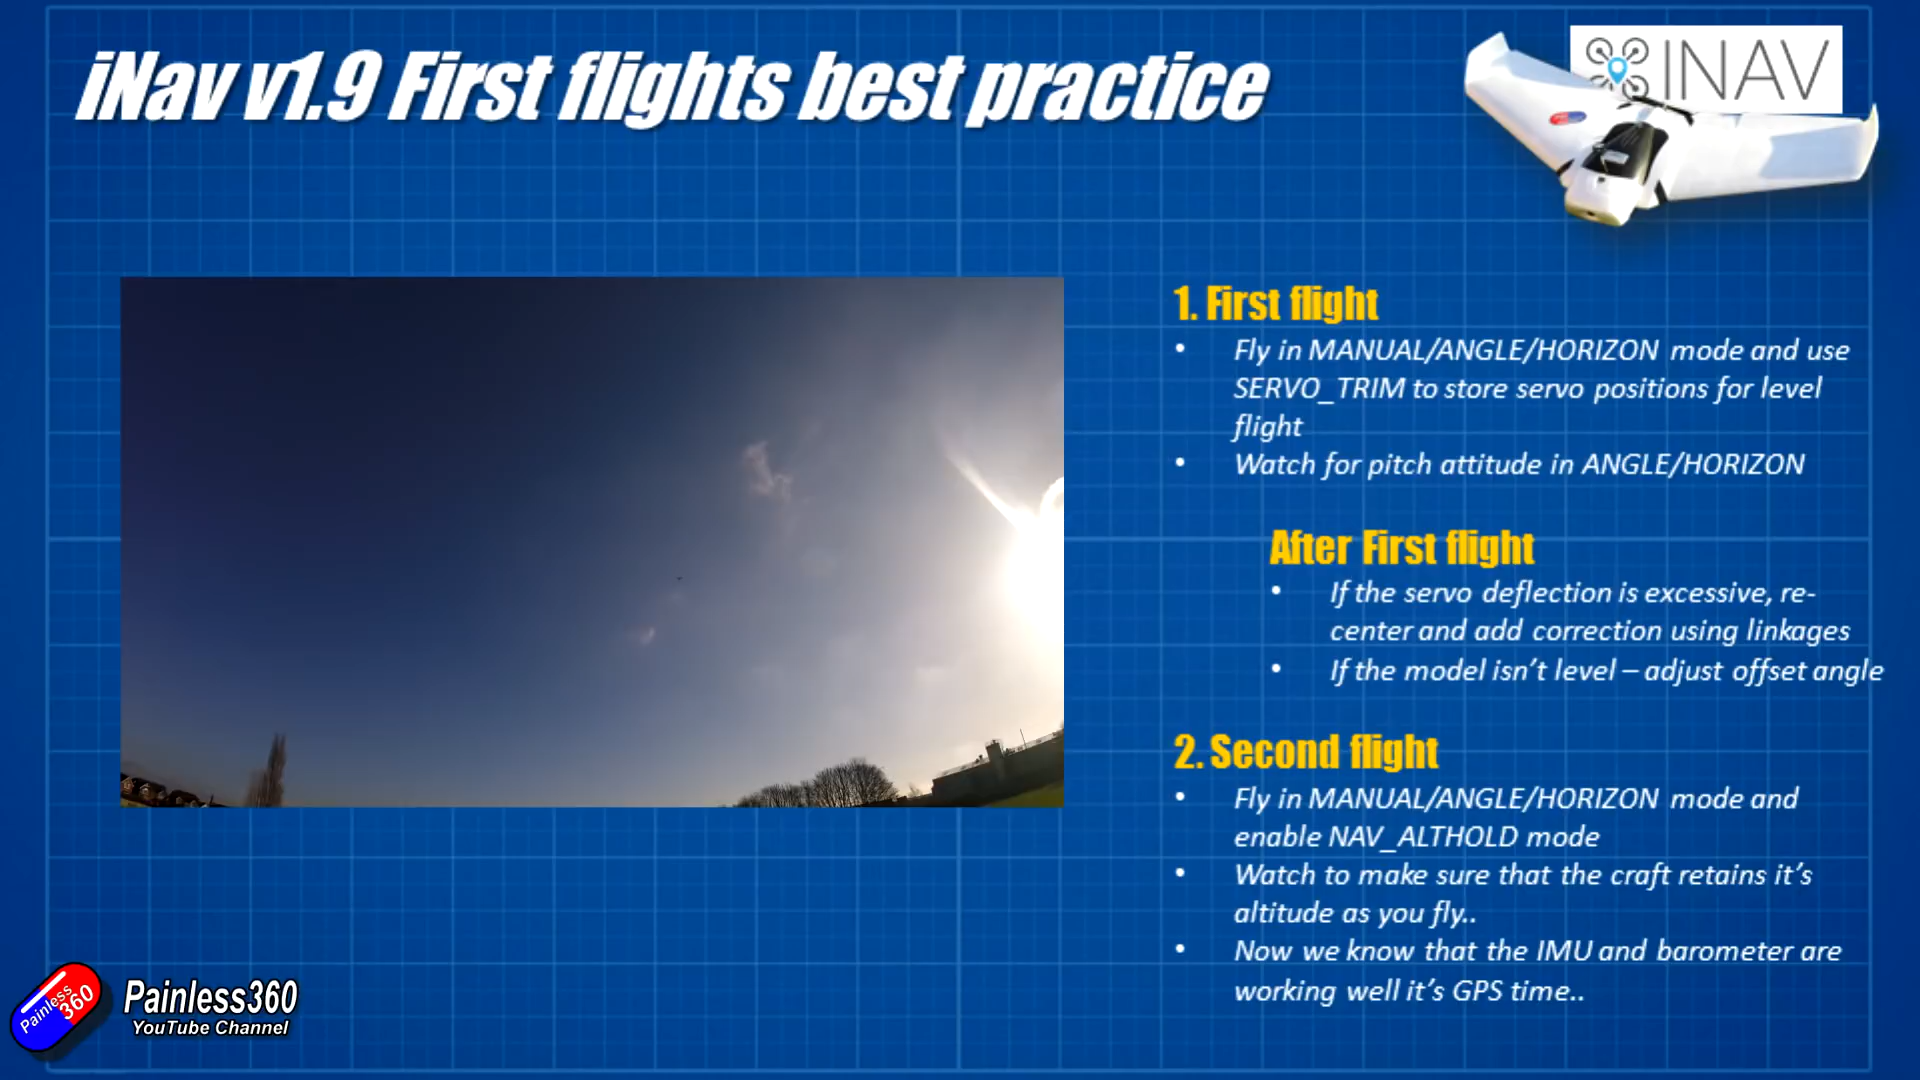 iNav v1.9 First flights best practice
INAV
1. First flight
• Fly in MANUAL/ANGLE/HORIZON mode and use
SERVO_TRIM to store servo positions for level
flight
• Watch for pitch attitude in ANGLE/HORIZON
After First flight
• If the servo deflection is excessive, re-
center and add correction using linkages
• If the model isn't level – adjust offset angle
2. Second flight
• Fly in MANUAL/ANGLE/HORIZON mode and
enable NAV_ALTHOLD mode
• Watch to make sure that the craft retains it's
altitude as you fly..
• Now we know that the IMU and barometer are
working well it's GPS time..
Painless
360
Painless360
YouTube Channel